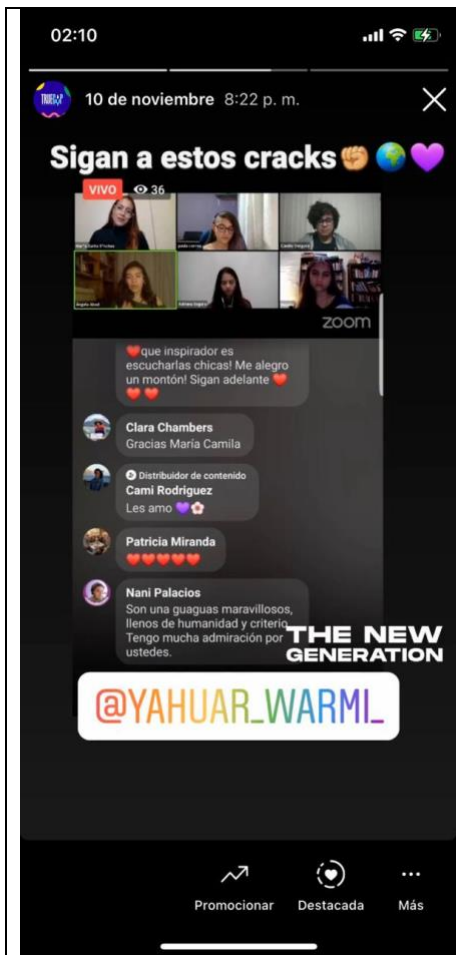 02:10
10 de noviembre 8:22 p. m.
Sigan a estos cracks✊🌍💜
VIVO 36
zoom
❤️que inspirador es
escucharlas chicas! Me alegro
un montón! Sigan adelante ❤️
❤️ ❤️
Clara Chambers
Gracias María Camila
Distribuidor de contenido
Cami Rodriguez
Les amo 💜🌸
Patricia Miranda
❤️❤️❤️❤️❤️
Nani Palacios
Son una guaguas maravillosos,
llenos de humanidad y criterio.
Tengo mucha admiración por
ustedes.
THE NEW
GENERATION
@YAHUAR_WARMI_
Promocionar Destacada Más